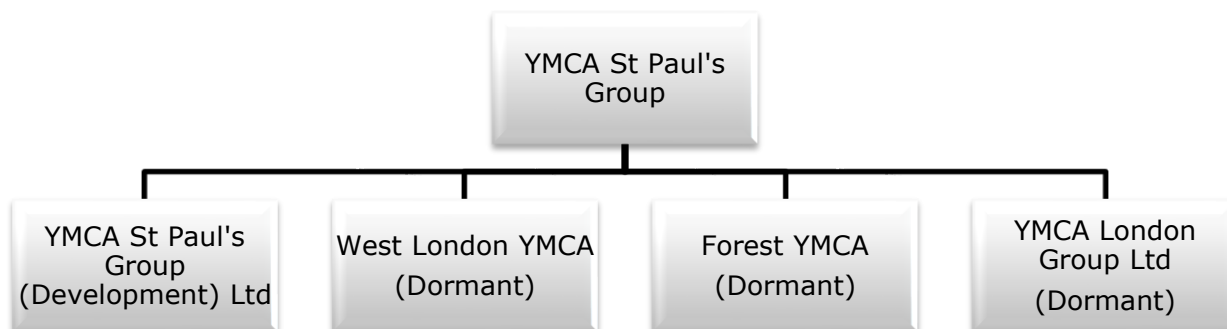 YMCA St Paul's
Group
YMCA St Paul's
Group
(Development) Ltd
West London YMCA
(Dormant)
Forest YMCA
(Dormant)
YMCA London
Group Ltd
(Dormant)